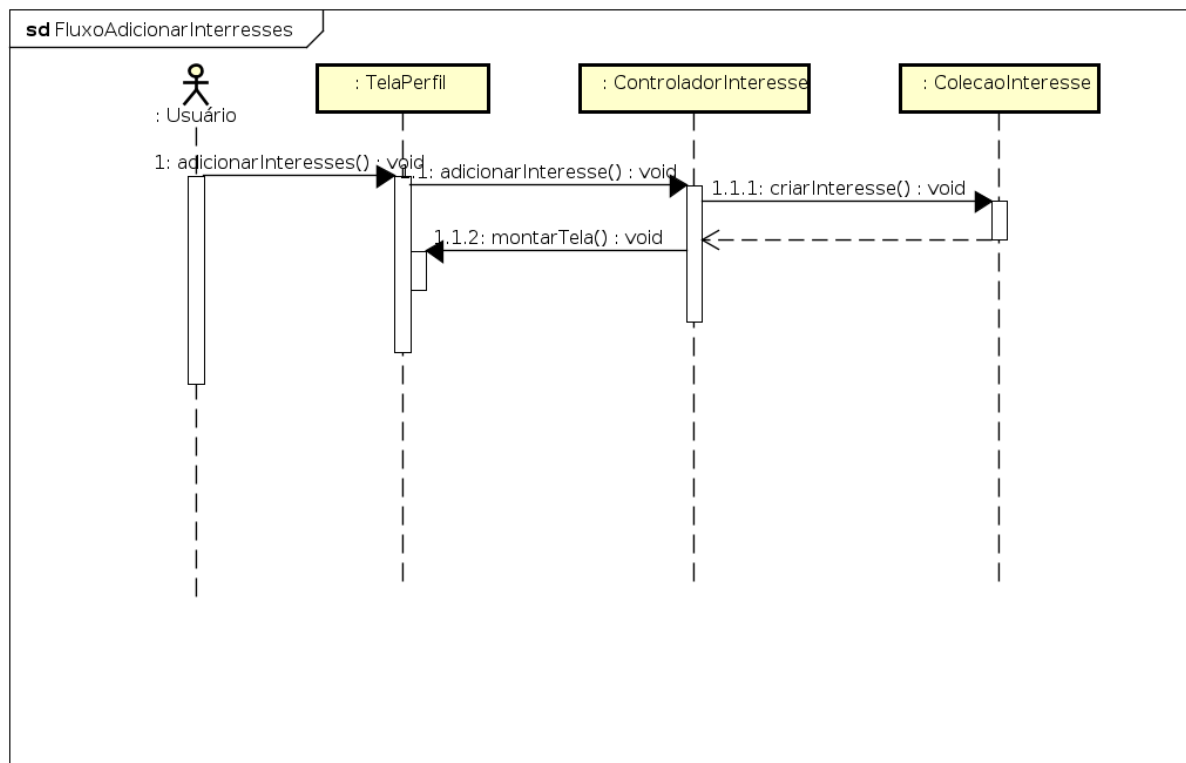 sd FluxoAdicionarInterresses
: Usuário
: TelaPerfil
: ControladorInteresse
: ColecaoInteresse
1: adicionarInteresses() : void
1.1: adicionarInteresse() : void
1.1.1: criarInteresse() : void
1.1.2: montarTela() : void